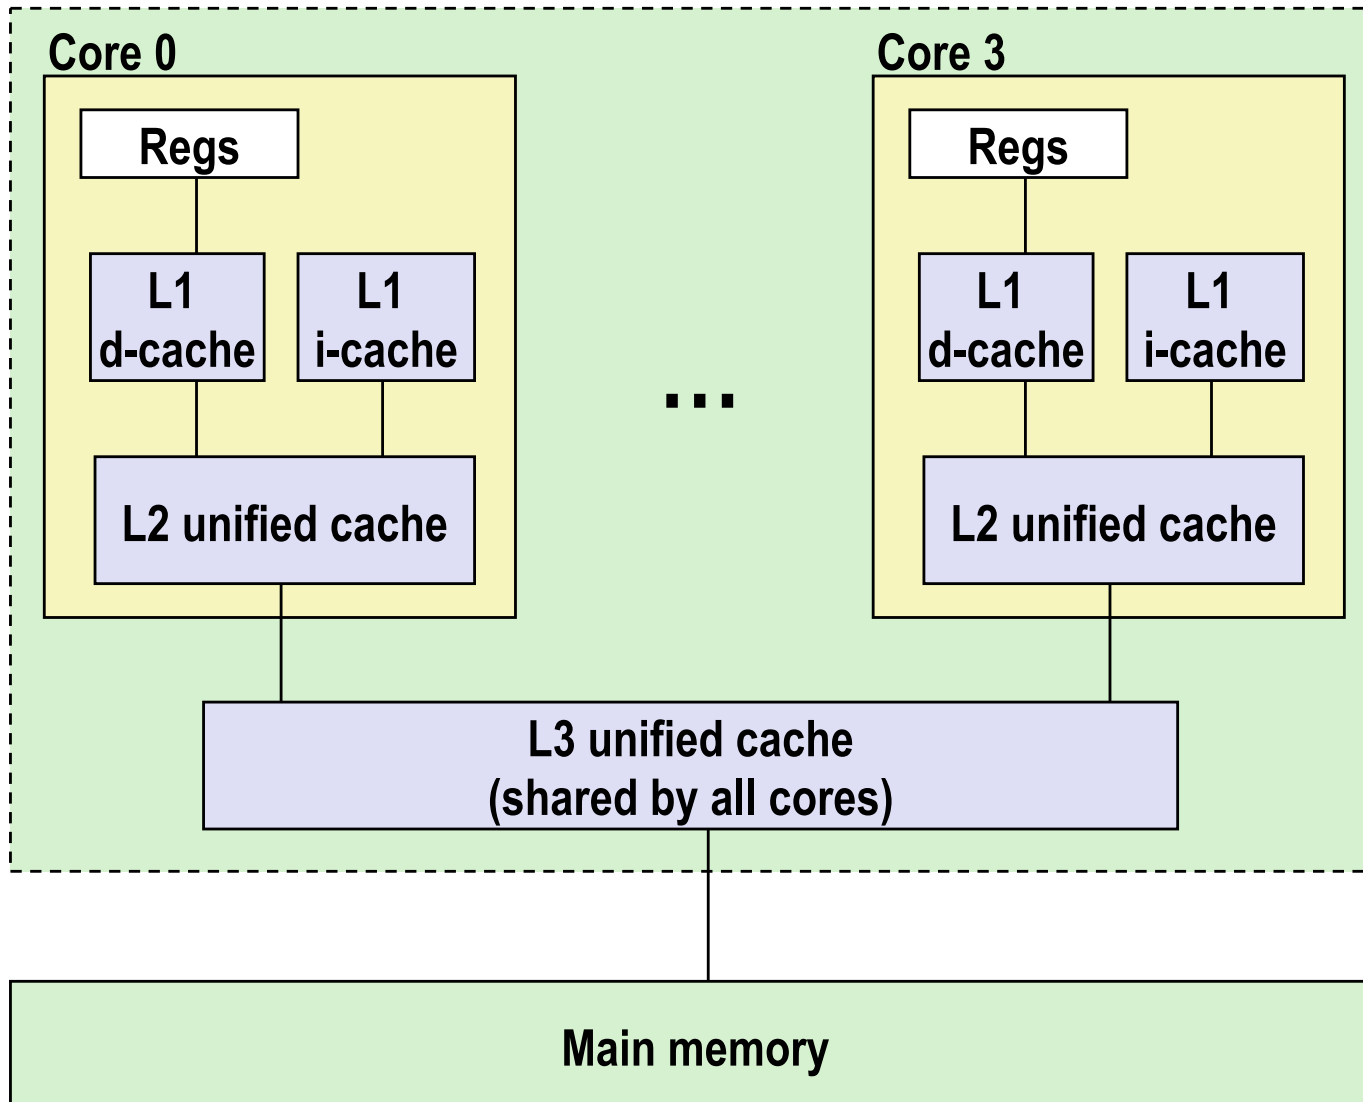 Core 0
Regs
L1
d-cache
L1
i-cache
L2 unified cache
...
Core 3
Regs
L1
d-cache
L1
i-cache
L2 unified cache
L3 unified cache
(shared by all cores)
Main memory